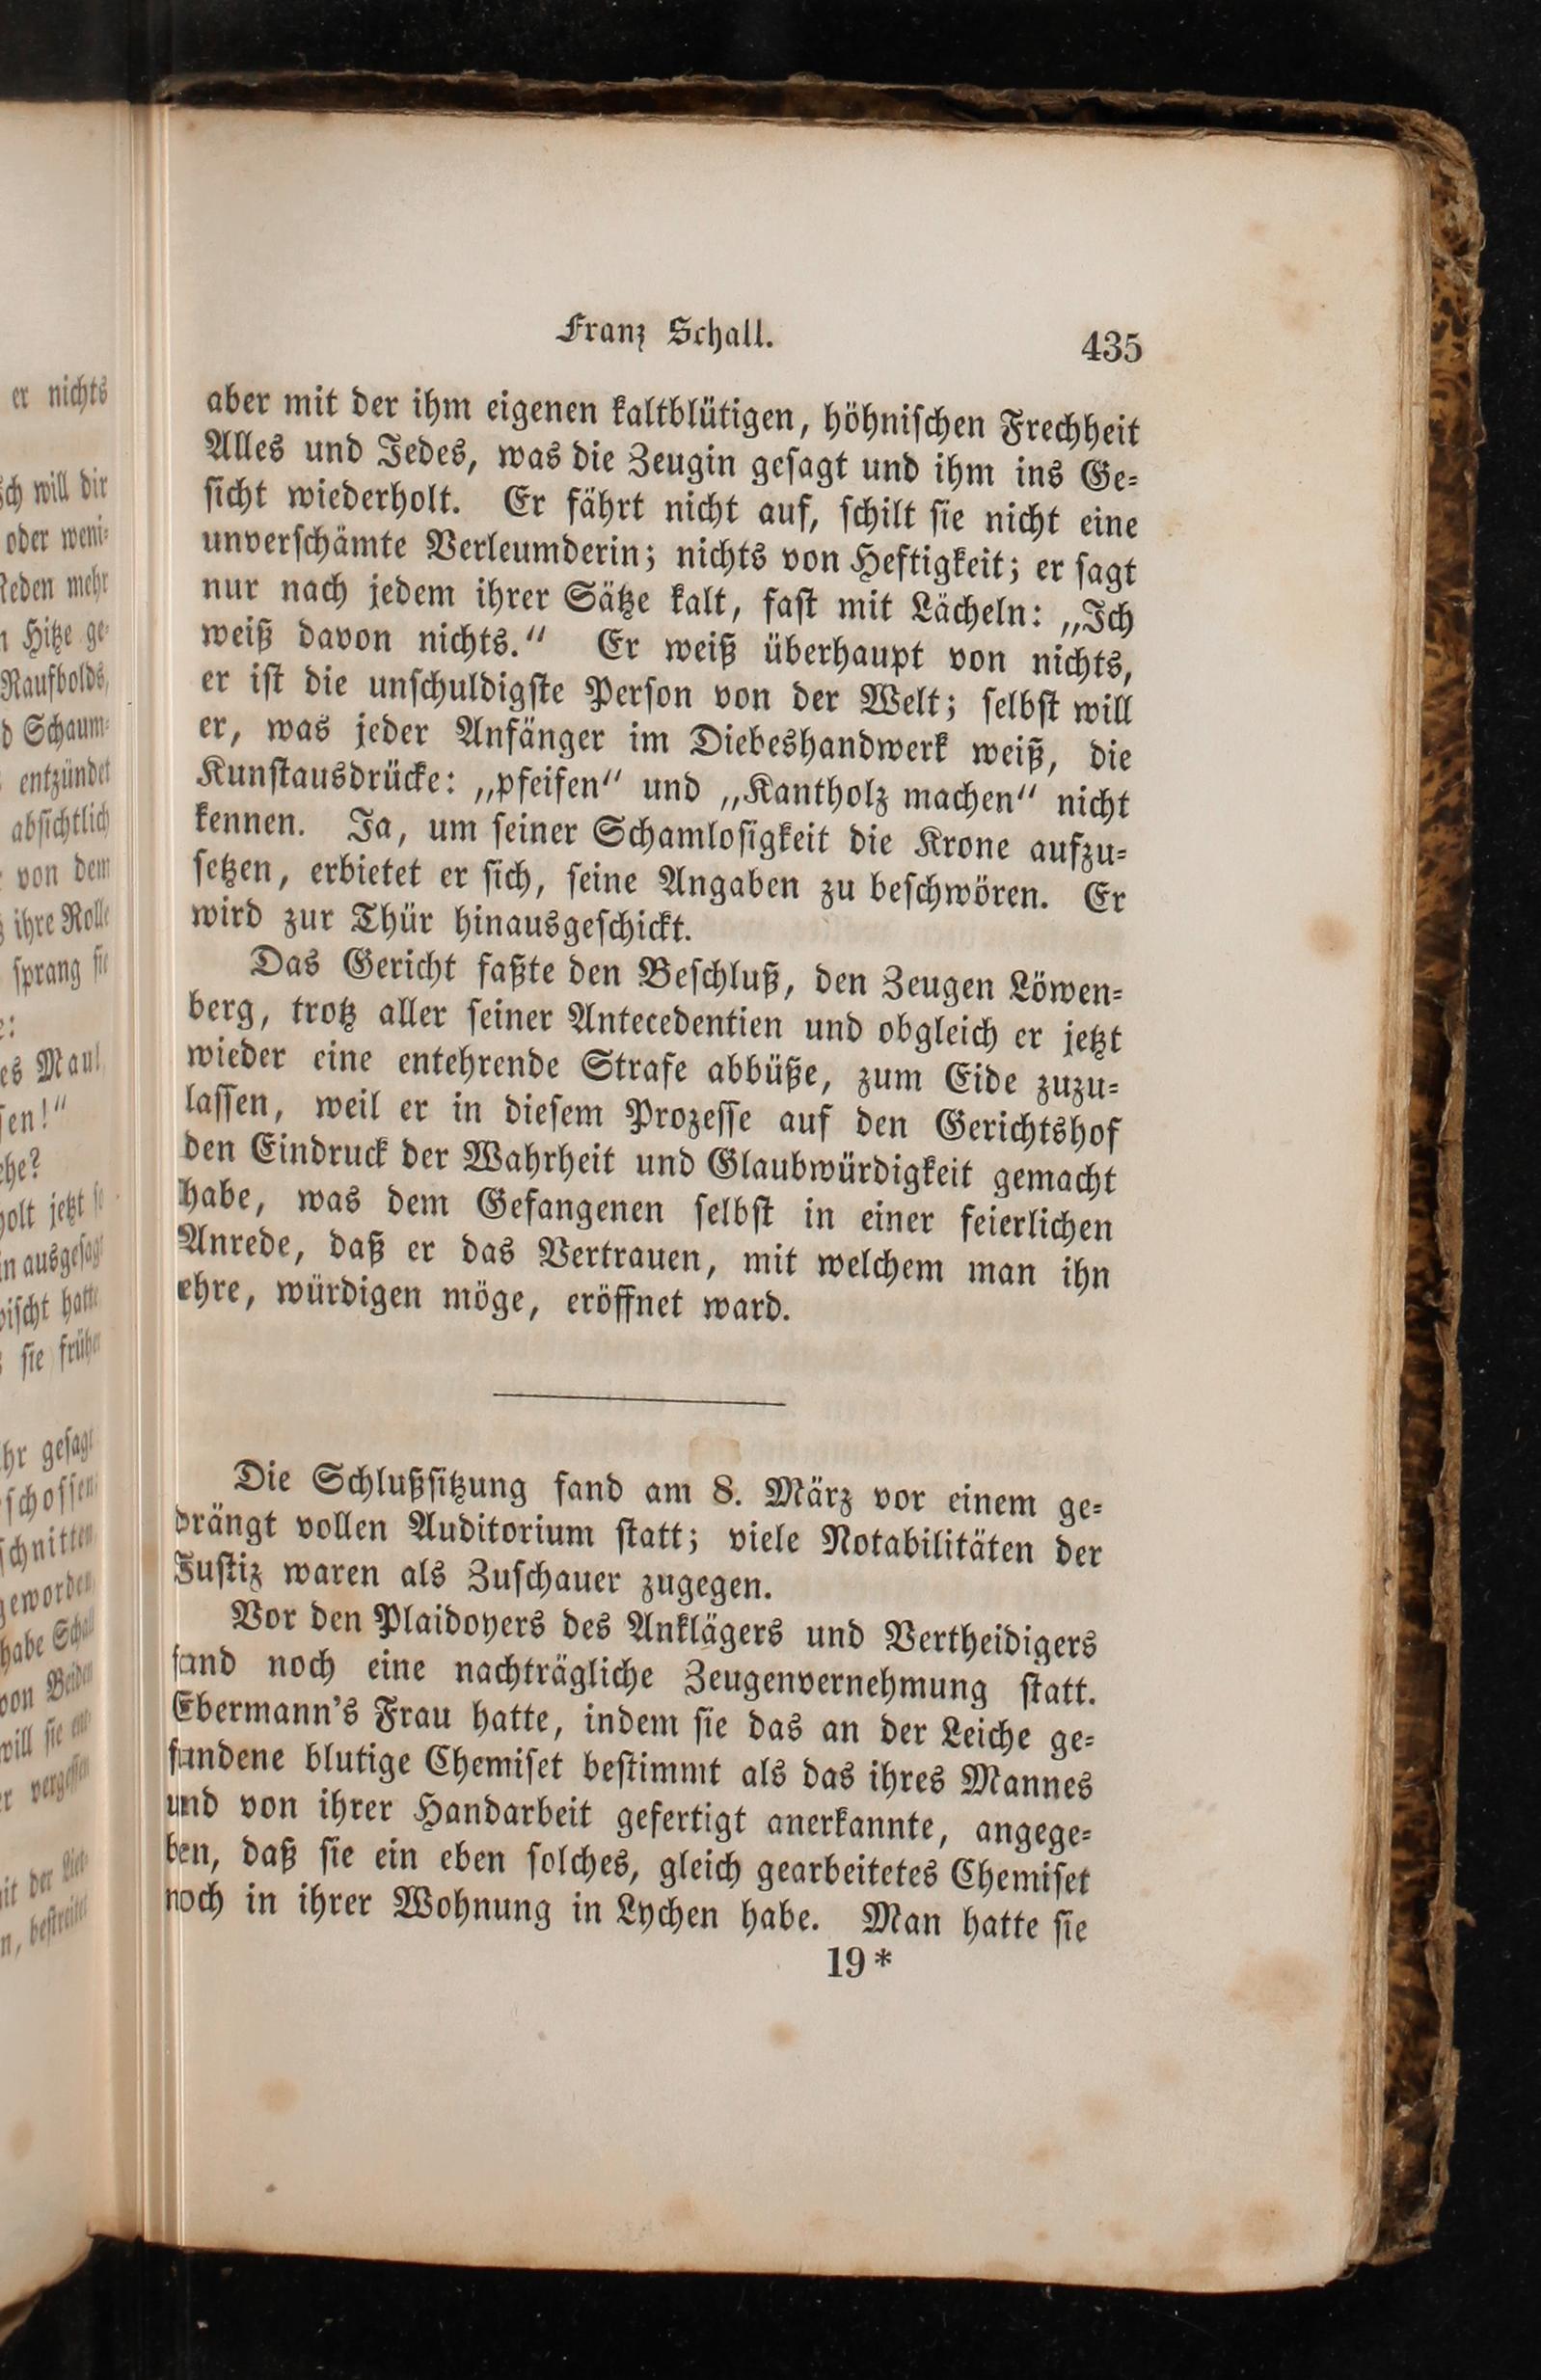 Franz Schall.
435
aber mit der ihm eigenen kaltblütigen, höhnischen Frechheit
Alles und Jedes, was die Zeugin gesagt und ihm ins Ge-
sicht wiederholt. Er fährt nicht auf, schilt sie nicht eine
unverschämte Verleumderin; nichts von Heftigkeit; er sagt
nur nach jedem ihrer Sätze kalt, fast mit Lächeln: „Ich
weiß davon nichts.“ Er weiß überhaupt von nichts,
er ist die unschuldigste Person von der Welt; selbst will
er, was jeder Anfänger im Diebeshandwerk weiß, die
Kunstausdrücke: „pfeifen“ und „Kantholz machen“ nicht
kennen. Ja, um seiner Schamlosigkeit die Krone aufzu-
setzen, erbietet er sich, seine Angaben zu beschwören. Er
wird zur Thür hinausgeschickt.
Das Gericht faßte den Beschluß, den Zeugen Löwen-
berg, trotz aller seiner Antecedentien und obgleich er jetzt
wieder eine entehrende Strafe abbüße, zum Eide zuzu-
lassen, weil er in diesem Prozesse auf den Gerichtshof
den Eindruck der Wahrheit und Glaubwürdigkeit gemacht
habe, was dem Gefangenen selbst in einer feierlichen
Anrede, daß er das Vertrauen, mit welchem man ihn
ehre, würdigen möge, eröffnet ward.
Die Schlußsitzung fand am 8. März vor einem ge-
drängt vollen Auditorium statt; viele Notabilitäten der
Justiz waren als Zuschauer zugegen.
Vor den Plaidoyers des Anklägers und Vertheidigers
fand noch eine nachträgliche Zeugenvernehmung statt.
Ebermann's Frau hatte, indem sie das an der Leiche ge-
fundene blutige Chemiset bestimmt als das ihres Mannes
und von ihrer Handarbeit gefertigt anerkannte, angege-
ben, daß sie ein eben solches, gleich gearbeitetes Chemiset
noch in ihrer Wohnung in Lychen habe. Man hatte sie
19*